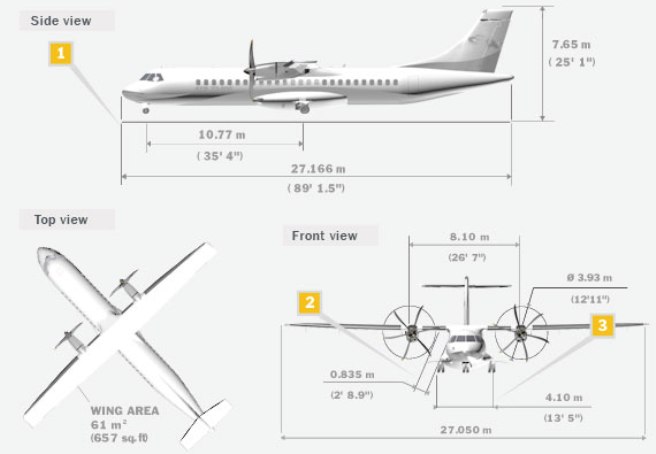 Side view
1
7.65 m
( 25' 1")
10.77 m
( 35' 4")
27.166 m
( 89' 1.5")
Top view
Front view
8.10 m
(26' 7")
Ø 3.93 m
(12'11")
2
3
0.835 m
(2' 8.9")
4.10 m
(13' 5")
WING AREA
61 m²
(657 sq. ft)
27.050 m